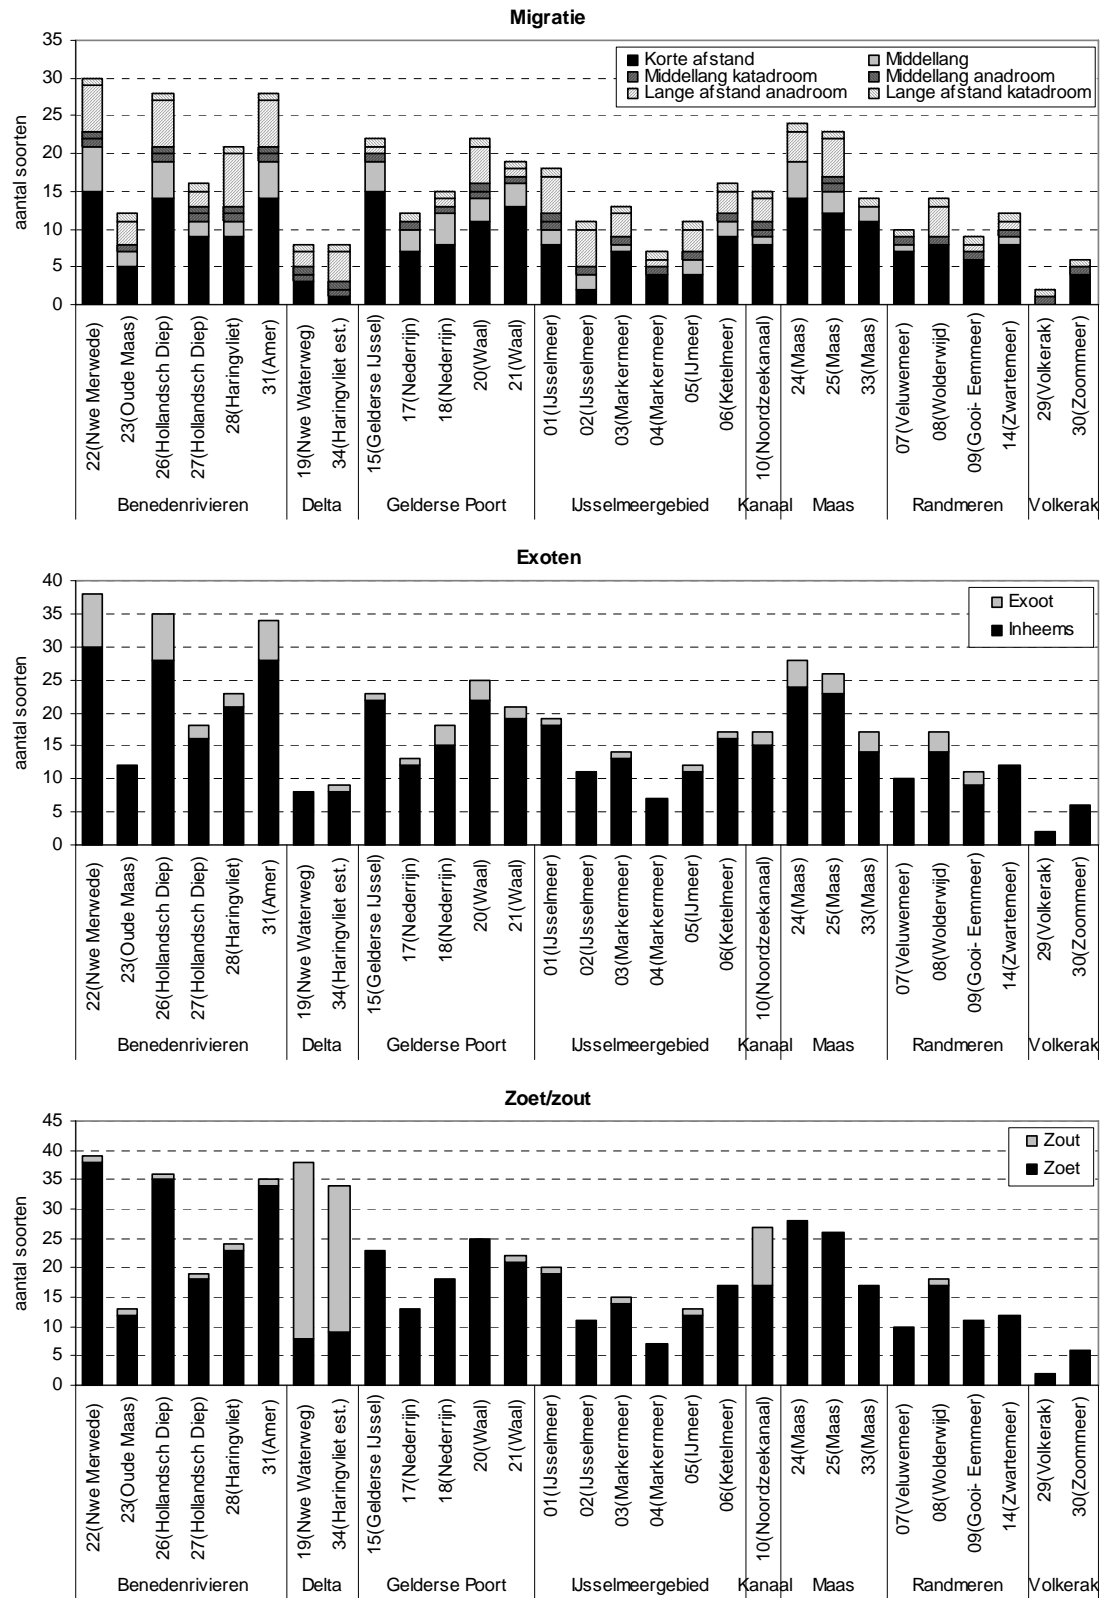 Migratie
aantal soorten
35
30
25
20
15
10
5
0
Korte afstand
Middellang
Middellang katadroom
Middellang anadroom
Lange afstand anadroom
Lange afstand katadroom
22(Nwe Merwede)
23(Oude Maas)
26(Hollandsch Diep)
27(Hollandsch Diep)
28(Haringvliet)
31(Amer)
19(Nwe Waterweg)
34(Haringvliet est.)
15(Gelderse IJssel)
17(Nederrijn)
18(Nederrijn)
20(Waal)
21(Waal)
01(IJsselmeer)
02(IJsselmeer)
03(Markermeer)
04(Markermeer)
05(IJmeer)
06(Ketelmeer)
10(Noordzeekanaal)
24(Maas)
25(Maas)
33(Maas)
07(Veluwemeer)
08(Wolderwijd)
09(Gooi- Eemmeer)
14(Zwartemeer)
29(Volkerak)
30(Zoommeer)
Benedenrivieren
Delta
Gelderse Poort
IJsselmeergebied
Kanaal
Maas
Randmeren
Volkerak
Exoten
aantal soorten
40
35
30
25
20
15
10
5
0
Exoot
Inheems
22(Nwe Merwede)
23(Oude Maas)
26(Hollandsch Diep)
27(Hollandsch Diep)
28(Haringvliet)
31(Amer)
19(Nwe Waterweg)
34(Haringvliet est.)
15(Gelderse IJssel)
17(Nederrijn)
18(Nederrijn)
20(Waal)
21(Waal)
01(IJsselmeer)
02(IJsselmeer)
03(Markermeer)
04(Markermeer)
05(IJmeer)
06(Ketelmeer)
10(Noordzeekanaal)
24(Maas)
25(Maas)
33(Maas)
07(Veluwemeer)
08(Wolderwijd)
09(Gooi- Eemmeer)
14(Zwartemeer)
29(Volkerak)
30(Zoommeer)
Benedenrivieren
Delta
Gelderse Poort
IJsselmeergebied
Kanaal
Maas
Randmeren
Volkerak
Zoet/zout
aantal soorten
45
40
35
30
25
20
15
10
5
0
Zout
Zoet
22(Nwe Merwede)
23(Oude Maas)
26(Hollandsch Diep)
27(Hollandsch Diep)
28(Haringvliet)
31(Amer)
19(Nwe Waterweg)
34(Haringvliet est.)
15(Gelderse IJssel)
17(Nederrijn)
18(Nederrijn)
20(Waal)
21(Waal)
01(IJsselmeer)
02(IJsselmeer)
03(Markermeer)
04(Markermeer)
05(IJmeer)
06(Ketelmeer)
10(Noordzeekanaal)
24(Maas)
25(Maas)
33(Maas)
07(Veluwemeer)
08(Wolderwijd)
09(Gooi- Eemmeer)
14(Zwartemeer)
29(Volkerak)
30(Zoommeer)
Benedenrivieren
Delta
Gelderse Poort
IJsselmeergebied
Kanaal
Maas
Randmeren
Volkerak